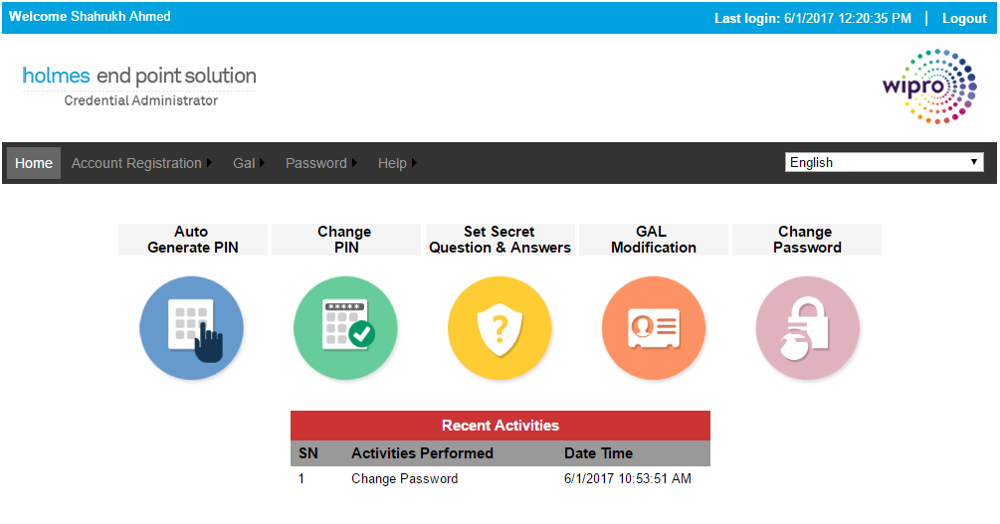 Welcome Shahrukh Ahmed
Last login: 6/1/2017 12:20:35 PM | Logout
holmes end point solution
Credential Administrator
wipro
Home Account Registration Gal Password Help
English
Auto
Generate PIN
Change
PIN
Set Secret
Question & Answers
GAL
Modification
Change
Password
*****
?
Recent Activities
SN Activities Performed Date Time
1 Change Password 6/1/2017 10:53:51 AM